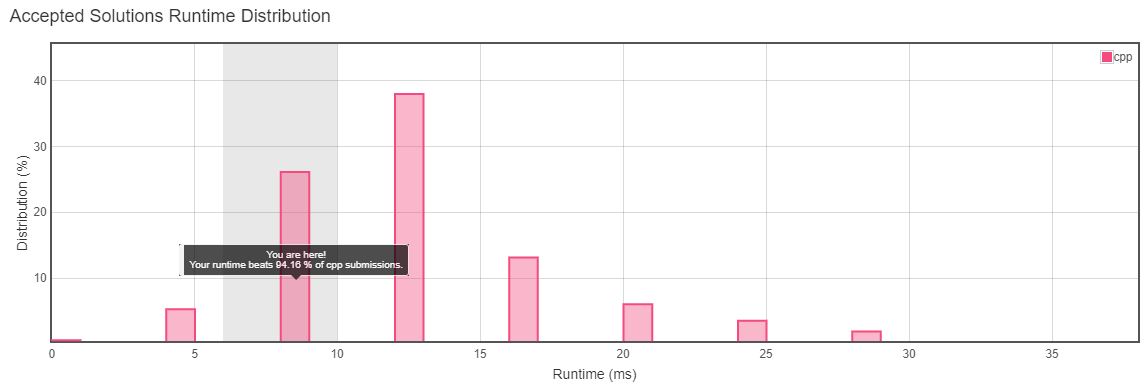 Accepted Solutions Runtime Distribution
cpp
40
30
20
10
Distribution (%)
You are here!
Your runtime beats 94.16 % of cpp submissions.
0 5 10 15 20 25 30 35
Runtime (ms)